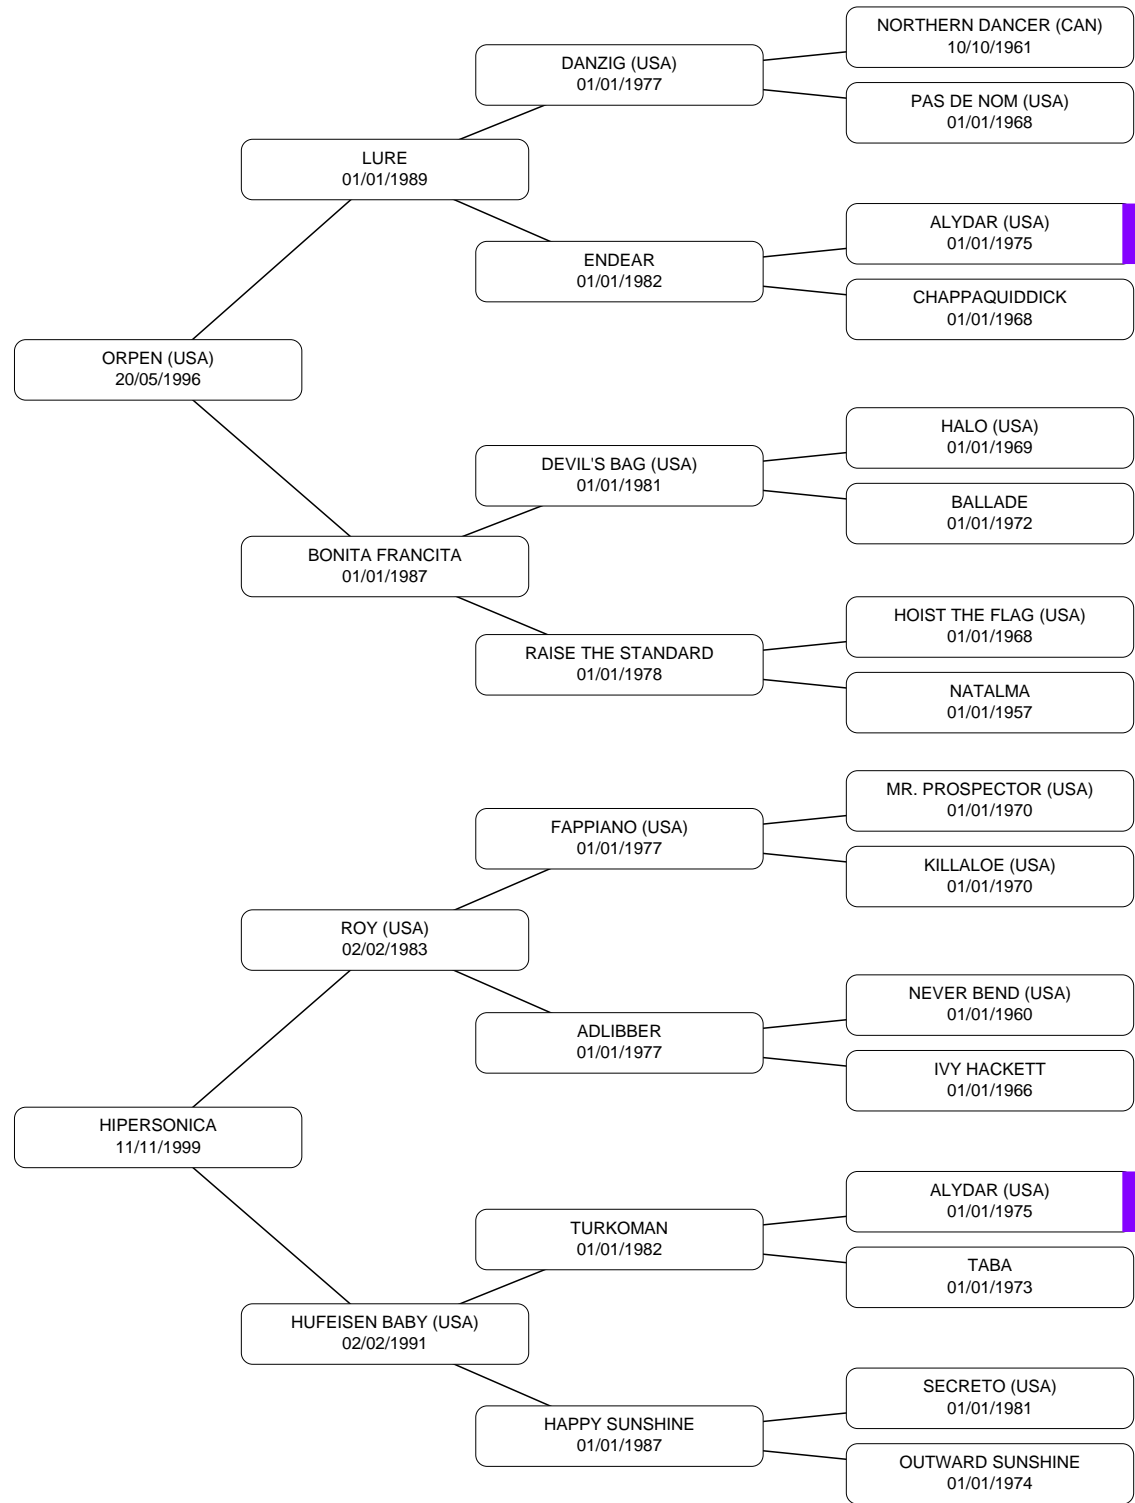 NORTHERN DANCER (CAN)
10/10/1961
DANZIG (USA)
01/01/1977
PAS DE NOM (USA)
01/01/1968
LURE
01/01/1989
ALYDAR (USA)
01/01/1975
ENDEAR
01/01/1982
CHAPPAQUIDDICK
01/01/1968
ORPEN (USA)
20/05/1996
HALO (USA)
01/01/1969
DEVIL'S BAG (USA)
01/01/1981
BALLADE
01/01/1972
BONITA FRANCITA
01/01/1987
HOIST THE FLAG (USA)
01/01/1968
RAISE THE STANDARD
01/01/1978
NATALMA
01/01/1957
MR. PROSPECTOR (USA)
01/01/1970
FAPPIANO (USA)
01/01/1977
KILLALOE (USA)
01/01/1970
ROY (USA)
02/02/1983
NEVER BEND (USA)
01/01/1960
ADLIBBER
01/01/1977
IVY HACKETT
01/01/1966
HIPERSONICA
11/11/1999
ALYDAR (USA)
01/01/1975
TURKOMAN
01/01/1982
TABA
01/01/1973
HUFEISEN BABY (USA)
02/02/1991
SECRETO (USA)
01/01/1981
HAPPY SUNSHINE
01/01/1987
OUTWARD SUNSHINE
01/01/1974